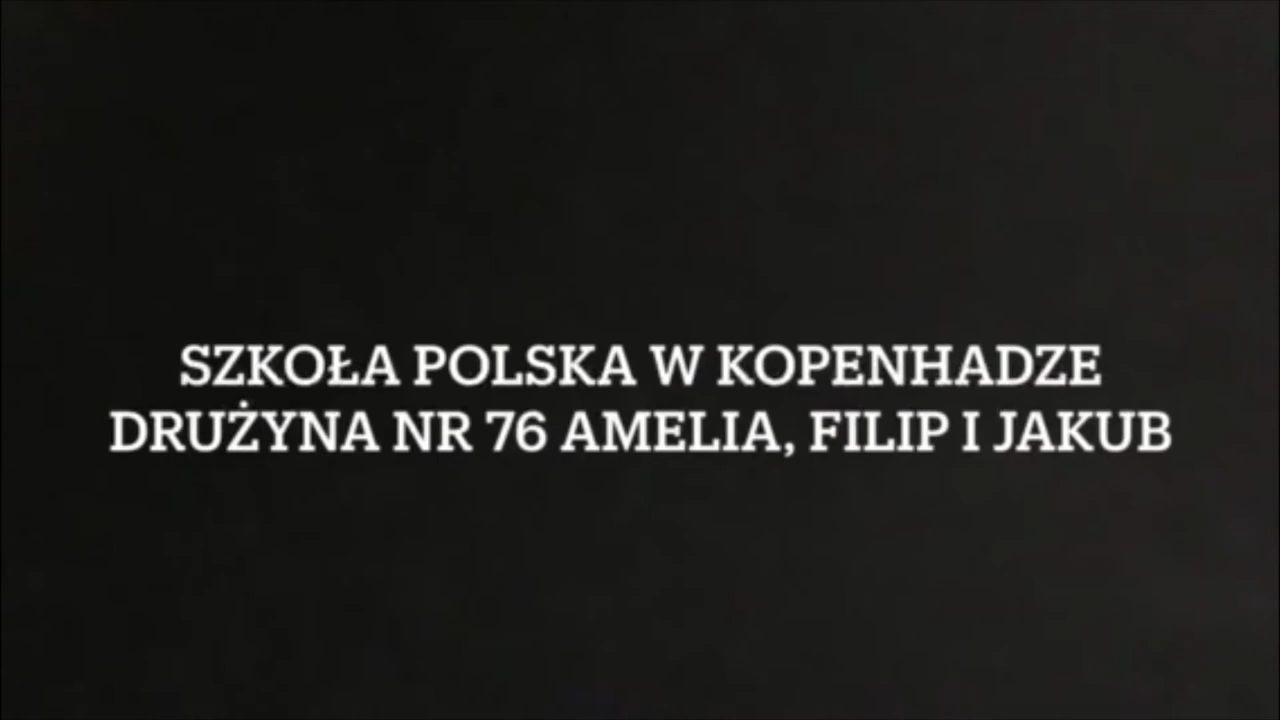 SZKOŁA POLSKA W KOPENHADZE
DRUŻYNA NR 76 AMELIA, FILIP I JAKUB